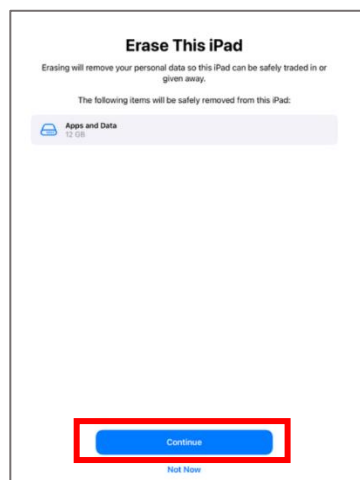 Erase This iPad
Erasing will remove your personal data so this iPad can be safely traded in or
given away.
The following items will be safely removed from this iPad:
Apps and Data
12 GB
Continue
Not Now